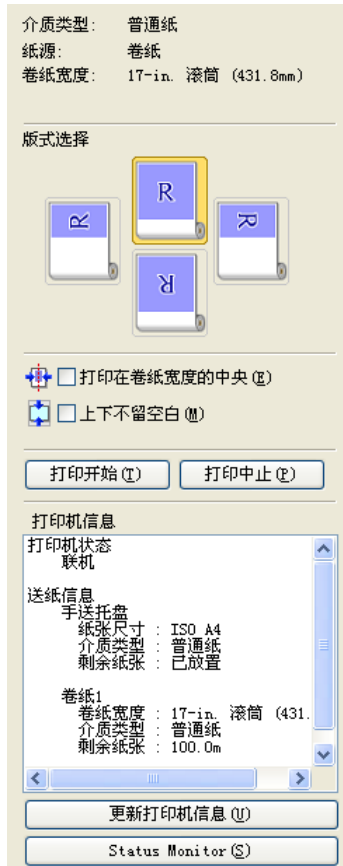 介质类型: 普通纸
纸源: 卷纸
卷纸宽度: 17-in. 滚筒 (431.8mm)
版式选择
R
R
R
R
打印在卷纸宽度的中央(E)
上下不留空白(M)
打印开始(T) 打印中止(P)
打印机信息
打印机状态
联机
送纸信息
手送托盘
纸张尺寸 : ISO A4
介质类型 : 普通纸
剩余纸张 : 已放置
卷纸1
卷纸宽度 : 17-in. 滚筒 (431.
介质类型 : 普通纸
剩余纸张 : 100.0m
更新打印机信息(U)
Status Monitor(S)